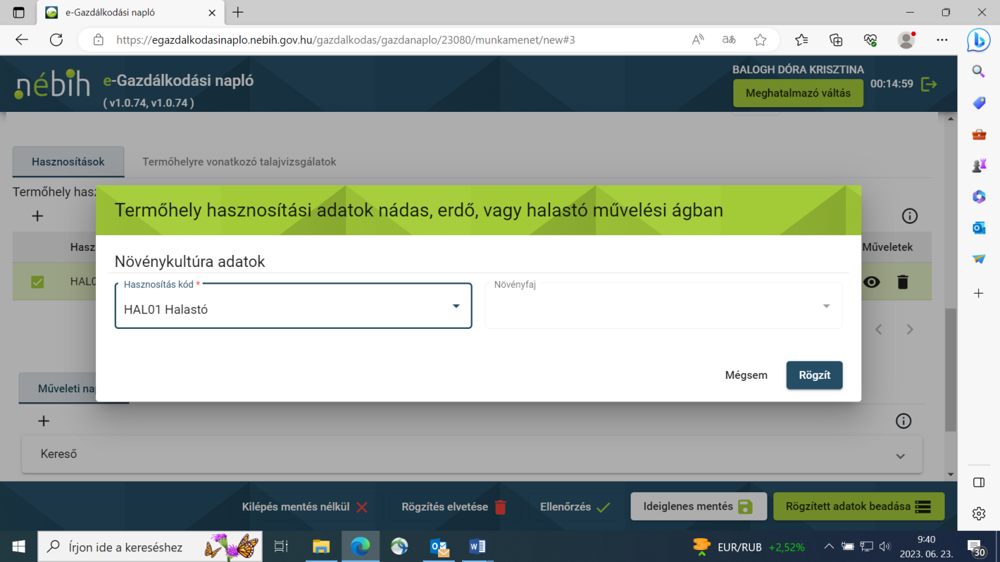 e-Gazdálkodási napló
https://egazdalkodasinaplo.nebih.gov.hu/gazdalkodas/gazdanaplo/23080/munkamenet/new#3
nébih
e-Gazdálkodási napló
( v1.0.74, v1.0.74 )
BALOGH DÓRA KRISZTINA
Meghatalmazó váltás
00:14:59
Hasznosítások
Termőhelyre vonatkozó talajvizsgálatok
Termőhely hasz
Termőhely hasznosítási adatok nádas, erdő, vagy halastó művelési ágban
Hasz
Műveletek
HAL0
Növénykultúra adatok
Hasznosítás kód *
HAL01 Halastó
Növényfaj
Mégsem
Rögzít
Műveleti na
Kereső
Kilépés mentés nélkül
Rögzítés elvetése
Ellenőrzés
Ideiglenes mentés
Rögzített adatok beadása
Írjon ide a kereséshez
EUR/RUB +2,52%
9:40
2023. 06. 23.
30